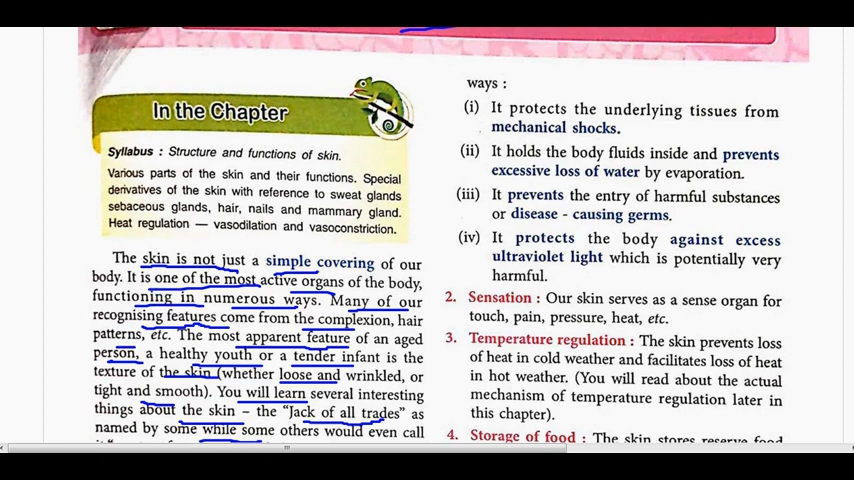 In the Chapter
Syllabus : Structure and functions of skin.
Various parts of the skin and their functions. Special
derivatives of the skin with reference to sweat glands
sebaceous glands, hair, nails and mammary gland.
Heat regulation — vasodilation and vasoconstriction.
The skin is not just a simple covering of our
body. It is one of the most active organs of the body,
functioning in numerous ways. Many of our
recognising features come from the complexion, hair
patterns, etc. The most apparent feature of an aged
person, a healthy youth or a tender infant is the
texture of the skin (whether loose and wrinkled, or
tight and smooth). You will learn several interesting
things about the skin – the "Jack of all trades" as
named by some while some others would even call
ways :
(i) It protects the underlying tissues from
mechanical shocks.
(ii) It holds the body fluids inside and prevents
excessive loss of water by evaporation.
(iii) It prevents the entry of harmful substances
or disease - causing germs.
(iv) It protects the body against excess
ultraviolet light which is potentially very
harmful.
2. Sensation : Our skin serves as a sense organ for
touch, pain, pressure, heat, etc.
3. Temperature regulation : The skin prevents loss
of heat in cold weather and facilitates loss of heat
in hot weather. (You will read about the actual
mechanism of temperature regulation later in
this chapter).
4. Storage of food : The skin stores reserve food